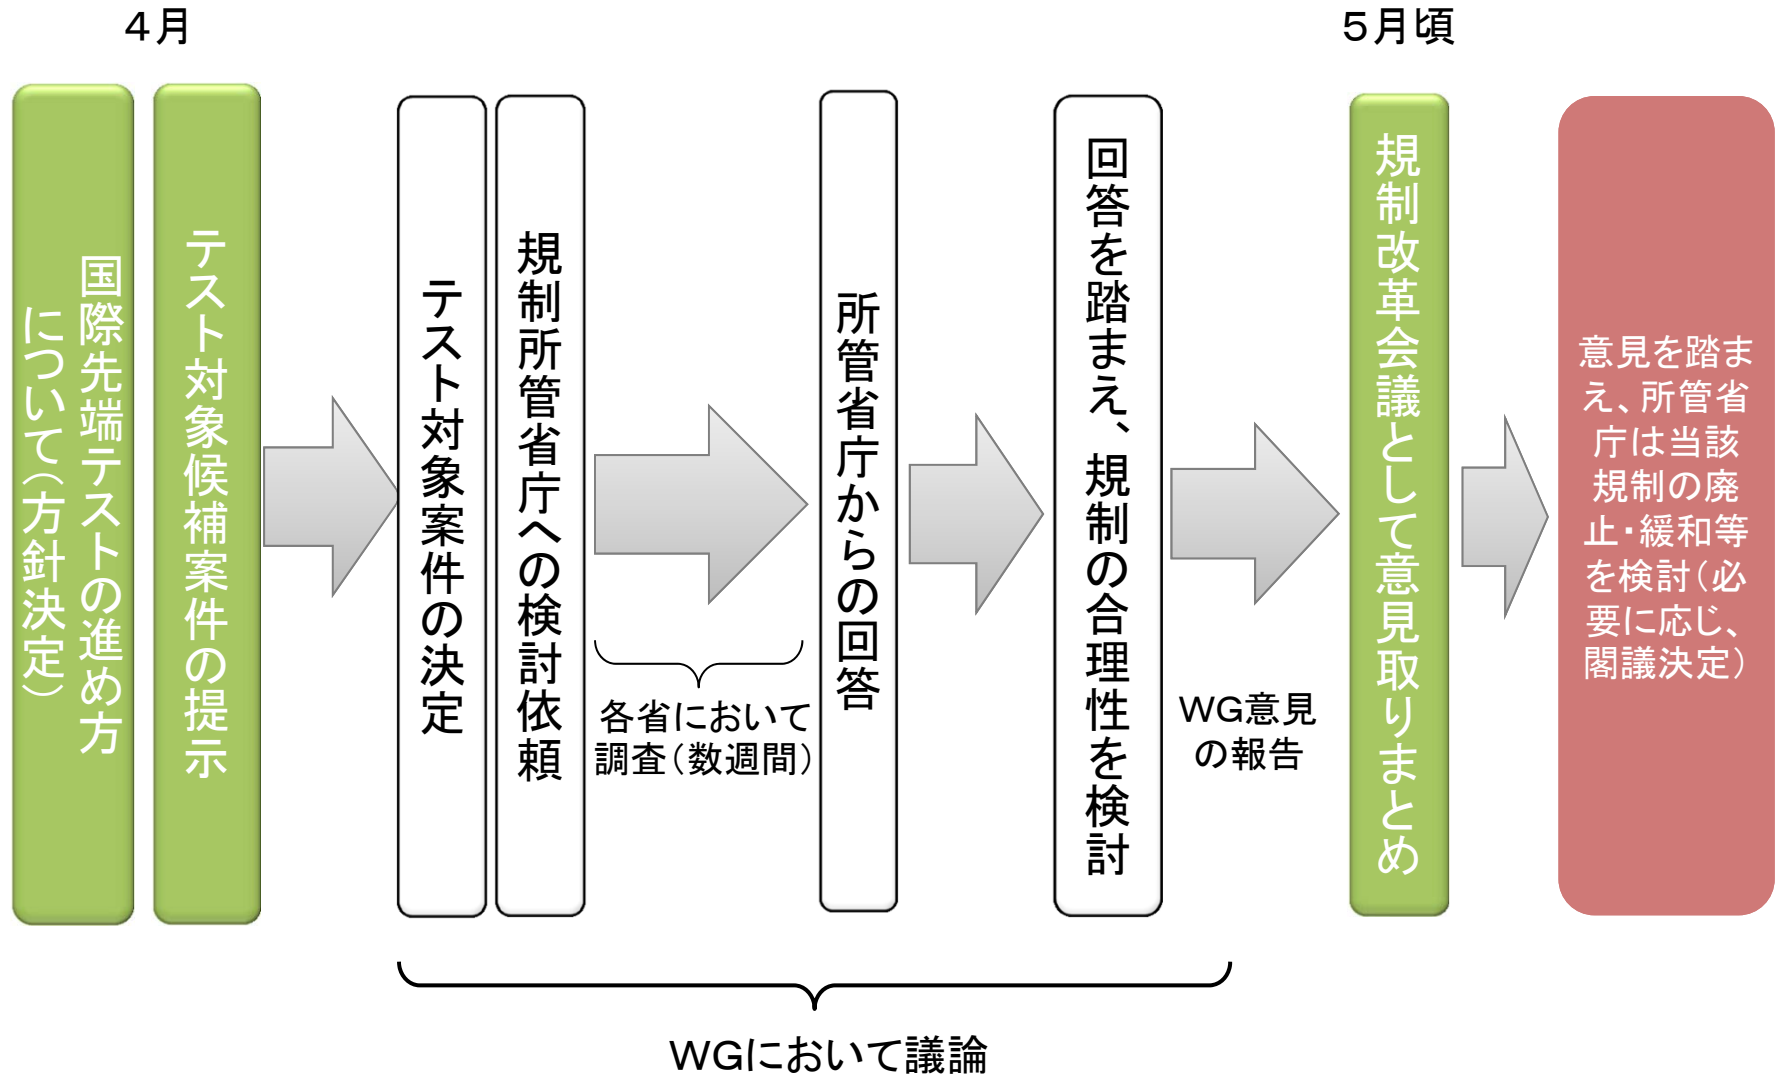 ４月
５月頃
国際先端テストの進め方
について（方針決定）
テスト対象候補案件の提示
テスト対象案件の決定
規制所管省庁への検討依頼
各省において
調査（数週間）
所管省庁からの回答
回答を踏まえ、規制の合理性を検討
WG意見
の報告
規制改革会議として意見取りまとめ
意見を踏ま
え、所管省
庁は当該
規制の廃
止・緩和等
を検討（必
要に応じ、
閣議決定）
WGにおいて議論